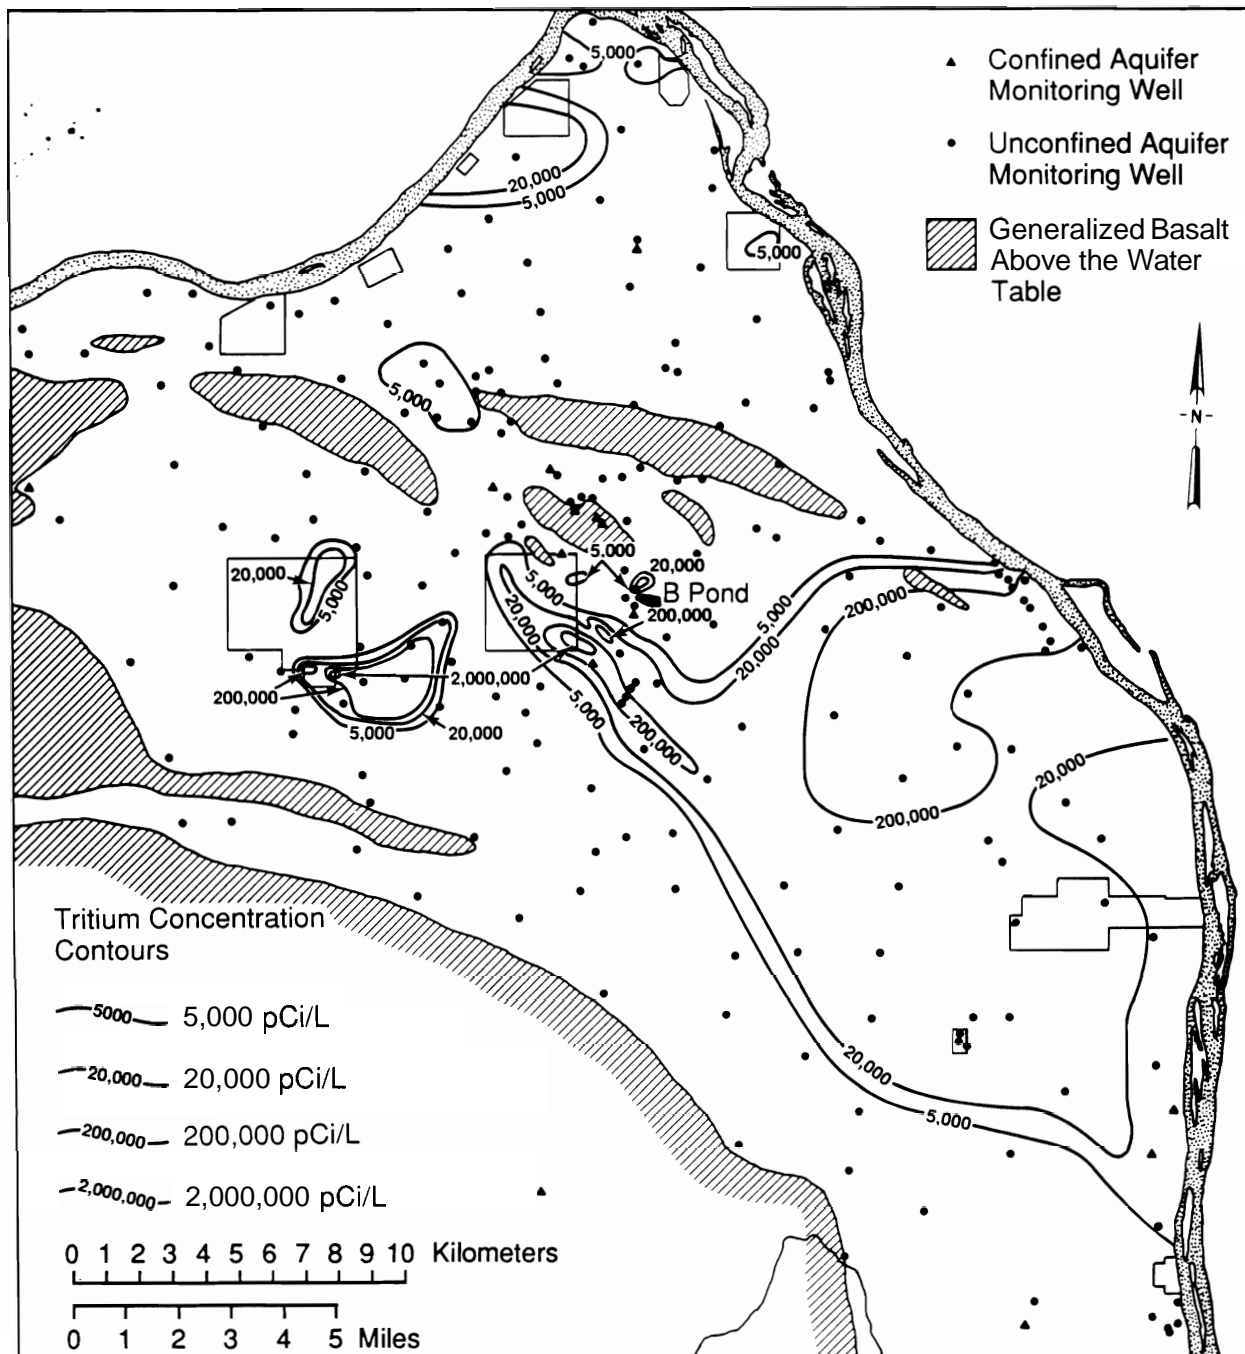 5,000
Confined Aquifer
Monitoring Well
Unconfined Aquifer
Monitoring Well
20,000
5,000
5,000
Generalized Basalt
Above the Water
Table
-N-
5,000
5,000
20,000
B Pond
20,000
5,000
5,000
20,000
200,000
5,000
200,000
20,000
2,000,000
200,000
5,000
20,000
5,000
200,000
20,000
200,000
Tritium Concentration
Contours
5000 5,000 pCi/L
20,000 20,000 pCi/L
200,000 200,000 pCi/L
2,000,000 2,000,000 pCi/L
20,000
5,000
0 1 2 3 4 5 6 7 8 9 10 Kilometers
0 1 2 3 4 5 Miles